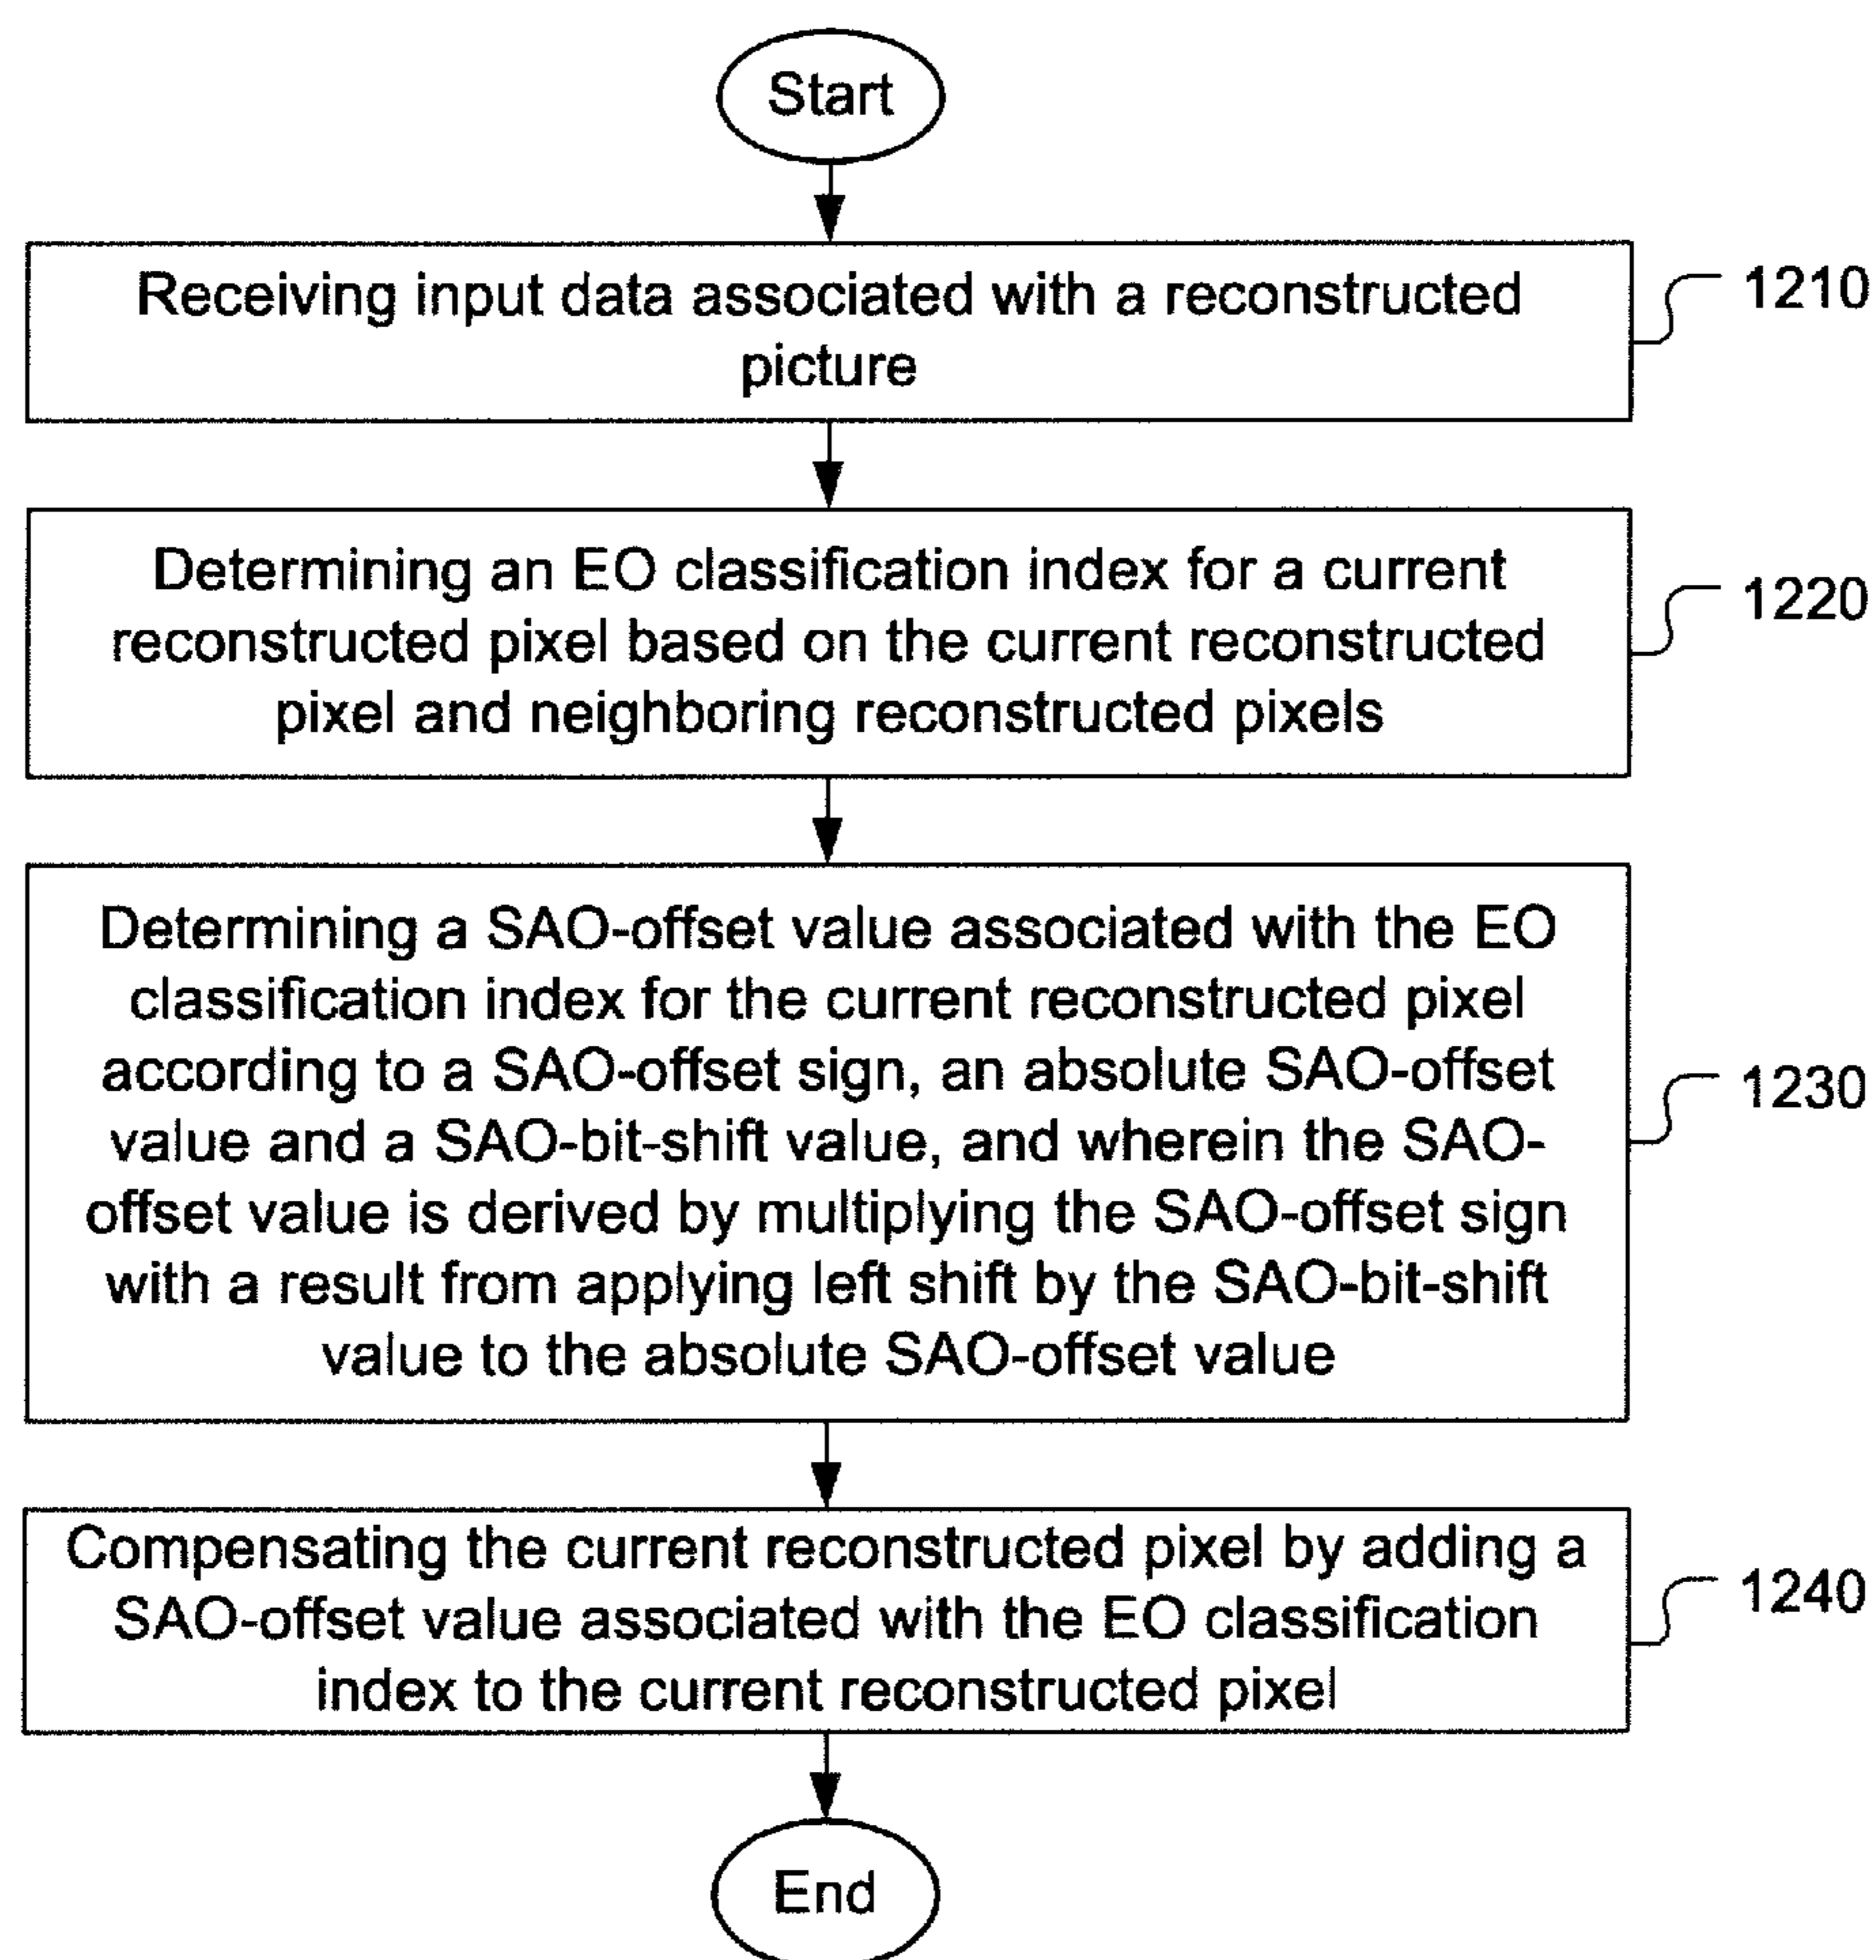 Start
Receiving input data associated with a reconstructed
picture
1210
Determining an EO classification index for a current
reconstructed pixel based on the current reconstructed
pixel and neighboring reconstructed pixels
1220
Determining a SAO-offset value associated with the EO
classification index for the current reconstructed pixel
according to a SAO-offset sign, an absolute SAO-offset
value and a SAO-bit-shift value, and wherein the SAO-
offset value is derived by multiplying the SAO-offset sign
with a result from applying left shift by the SAO-bit-shift
value to the absolute SAO-offset value
1230
Compensating the current reconstructed pixel by adding a
SAO-offset value associated with the EO classification
index to the current reconstructed pixel
1240
End